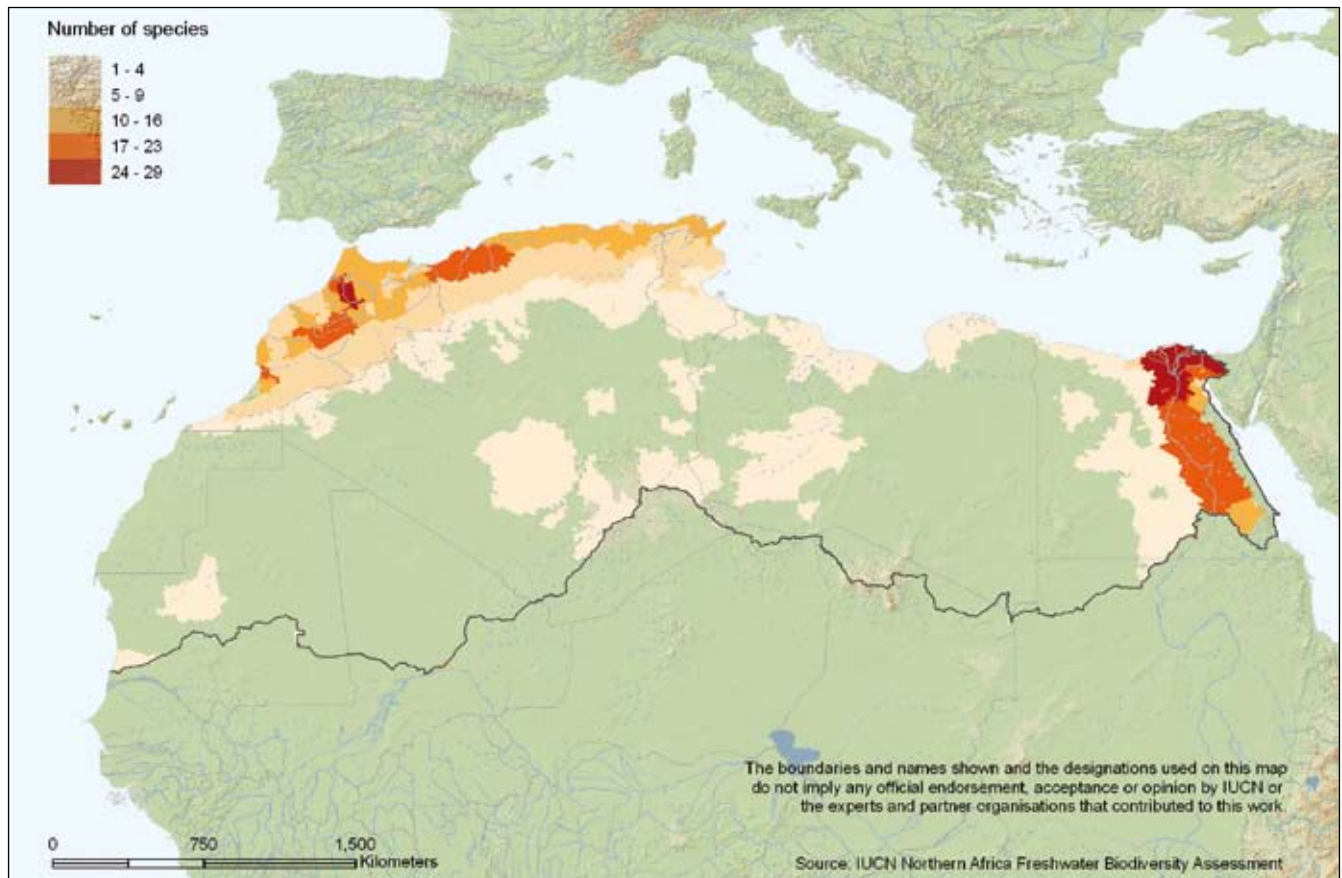 Number of species
1 - 4
5 - 9
10 - 16
17 - 23
24 - 29
The boundaries and names shown and the designations used on this map
do not imply any official endorsement, acceptance or opinion by IUCN or
the experts and partner organisations that contributed to this work.
0 750 1,500
Kilometers
Source: IUCN Northern Africa Freshwater Biodiversity Assessment